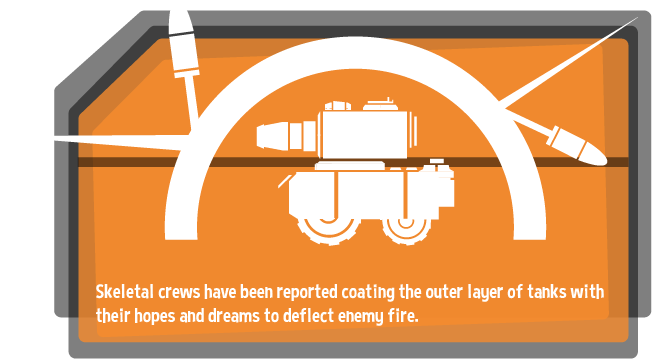 Skeletal crews have been reported coating the outer layer of tanks with
their hopes and dreams to deflect enemy fire.